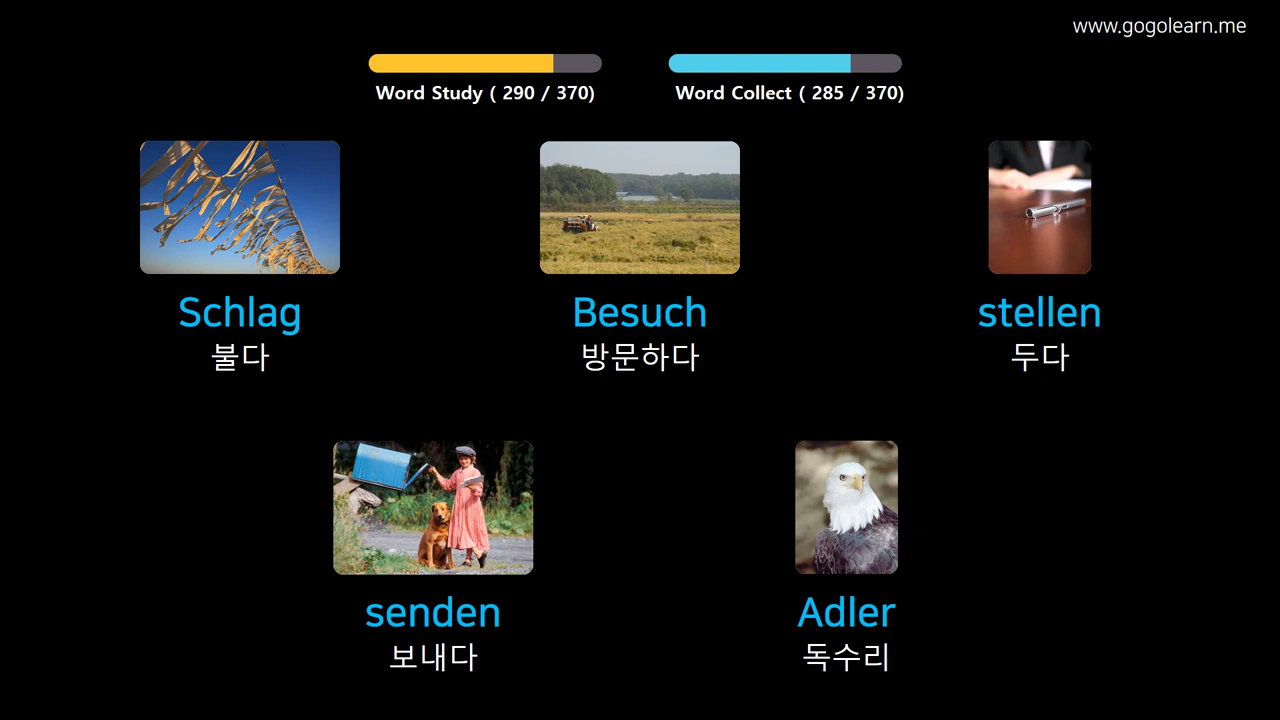 www.gogolearn.me
Word Study ( 290 / 370)
Word Collect ( 285 / 370)
Schlag
불다
Besuch
방문하다
stellen
두다
senden
보내다
Adler
독수리